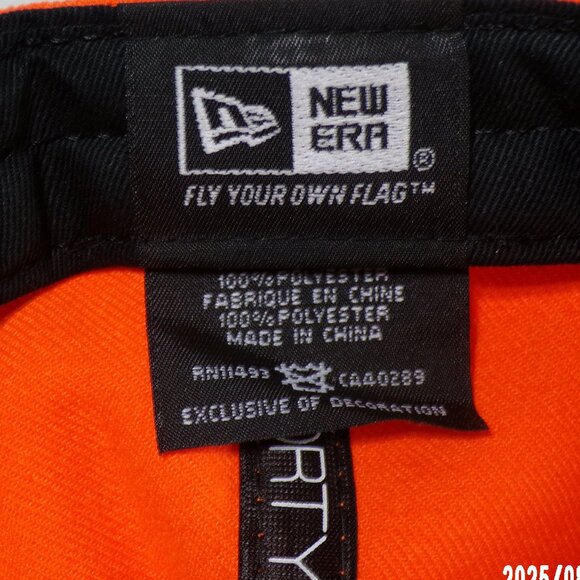 NEW
ERA
®
FLY YOUR OWN FLAG™
100% POLYESTER
FABRIQUE EN CHINE
100% POLYESTER
MADE IN CHINA
RN11493 CA40289
EXCLUSIVE OF DECORATION
ORTY